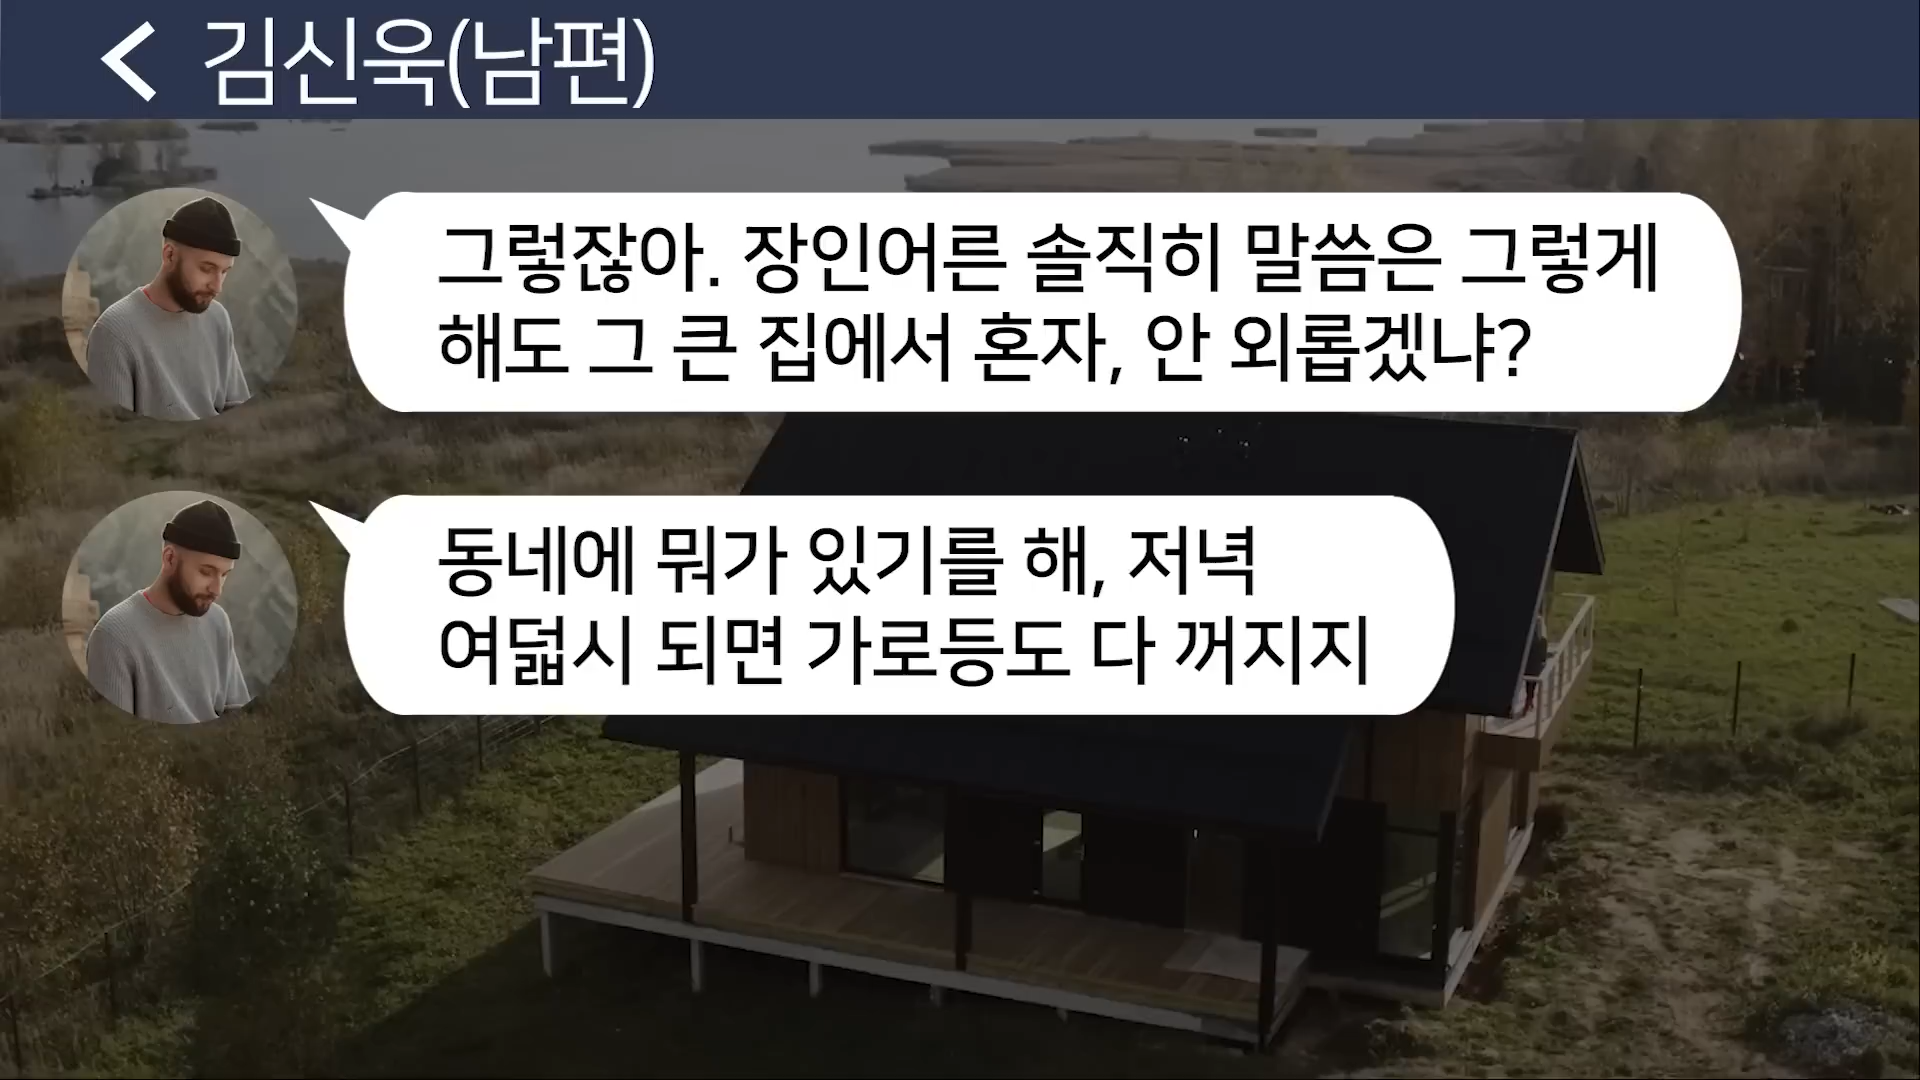 김신욱(남편)
그렇잖아. 장인어른 솔직히 말씀은 그렇게
해도 그 큰 집에서 혼자, 안 외롭겠냐?
동네에 뭐가 있기를 해, 저녁
여덟시 되면 가로등도 다 꺼지지